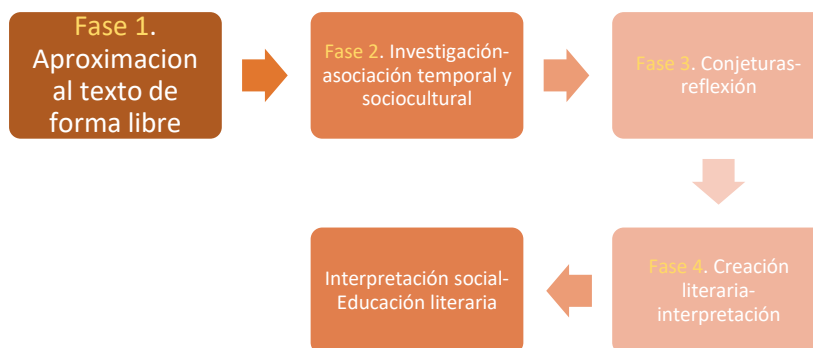 Fase 1.
Aproximacion
al texto de
forma libre
Fase 2. Investigación-
asociación temporal y
sociocultural
Fase 3. Conjeturas-
reflexión
Fase 4. Creación
literaria-
interpretación
Interpretación social-
Educación literaria